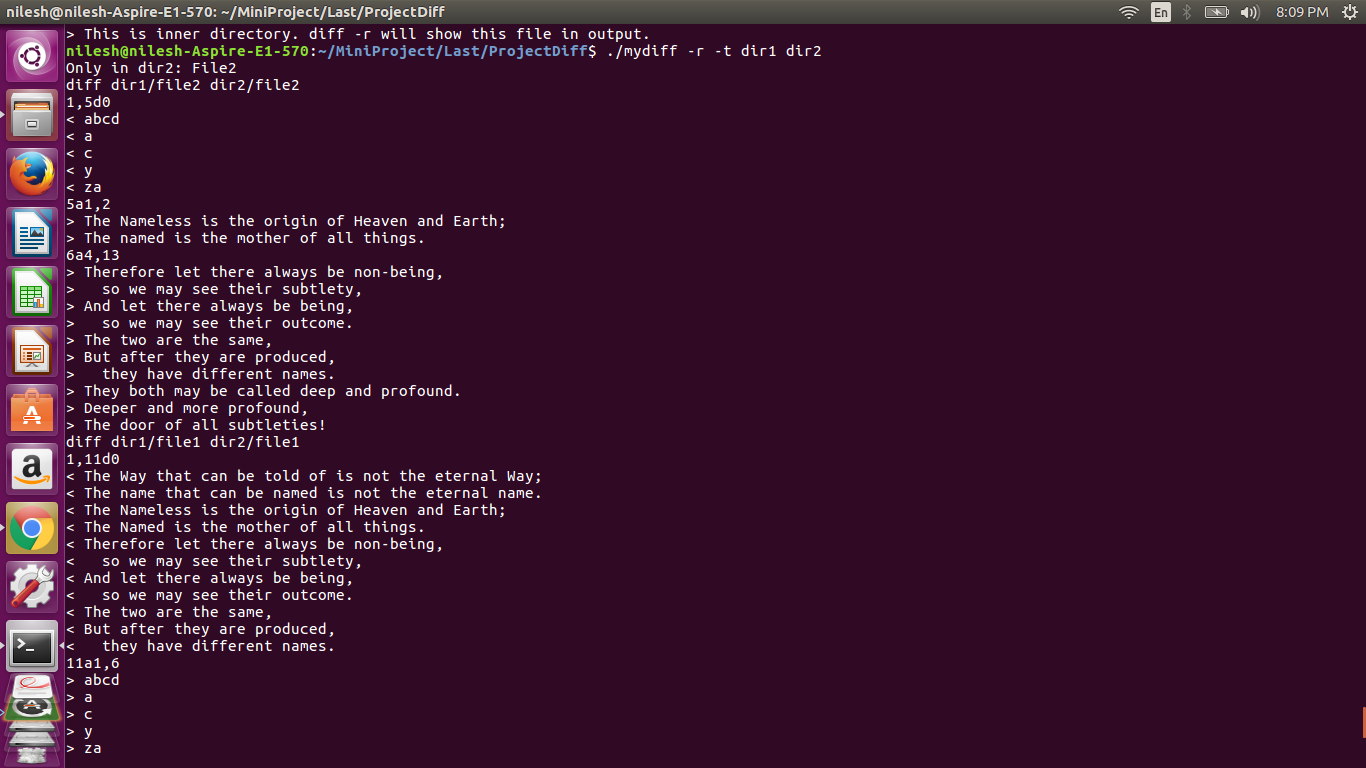 nilesh@nilesh-Aspire-E1-570: ~/MiniProject/Last/ProjectDiff
En
8:09 PM
> This is inner directory. diff -r will show this file in output.
nilesh@nilesh-Aspire-E1-570:~/MiniProject/Last/ProjectDiff$ ./mydiff -r -t dir1 dir2
Only in dir2: File2
diff dir1/file2 dir2/file2
1,5d0
< abcd
< a
< c
< y
< za
5a1,2
> The Nameless is the origin of Heaven and Earth;
> The named is the mother of all things.
6a4,13
> Therefore let there always be non-being,
>   so we may see their subtlety,
> And let there always be being,
>   so we may see their outcome.
> The two are the same,
> But after they are produced,
>   they have different names.
> They both may be called deep and profound.
> Deeper and more profound,
> The door of all subtleties!
diff dir1/file1 dir2/file1
1,11d0
< The Way that can be told of is not the eternal Way;
< The name that can be named is not the eternal name.
< The Nameless is the origin of Heaven and Earth;
< The Named is the mother of all things.
< Therefore let there always be non-being,
<   so we may see their subtlety,
< And let there always be being,
<   so we may see their outcome.
< The two are the same,
< But after they are produced,
<   they have different names.
11a1,6
> abcd
> a
> c
> y
> za